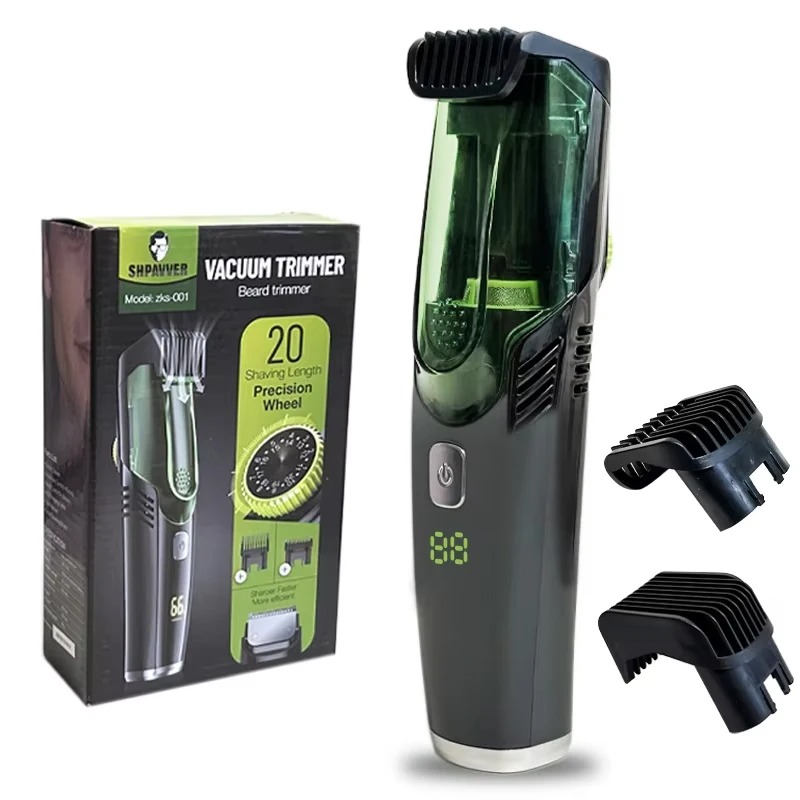 SHPAVVER
Model: zks-001
VACUUM TRIMMER
Beard trimmer
20
Shaving Length
Precision
Wheel
Sharper Faster
More efficient
66
88